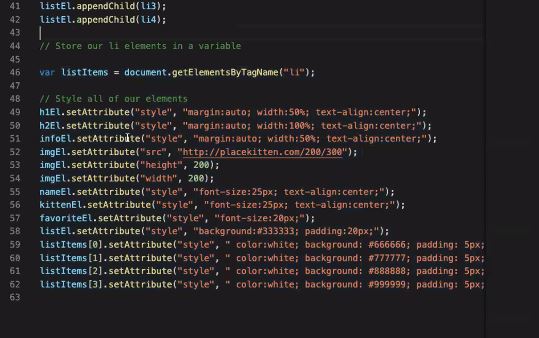 41 listEl.appendChild(li3);
42 listEl.appendChild(li4);
43
44 // Store our li elements in a variable
45
46 var listItems = document.getElementsByTagName("li");
47
48 // Style all of our elements
49 h1El.setAttribute("style", "margin:auto; width:50%; text-align:center;");
50 h2El.setAttribute("style", "margin:auto; width:100%; text-align:center;");
51 infoEl.setAttribute("style", "margin:auto; width:50%; text-align:center;");
52 imgEl.setAttribute("src", "http://placekitten.com/200/300");
53 imgEl.setAttribute("height", 200);
54 imgEl.setAttribute("width", 200);
55 nameEl.setAttribute("style", "font-size:25px; text-align:center;");
56 kittenEl.setAttribute("style", "font-size:25px; text-align:center;");
57 favoriteEl.setAttribute("style", "font-size:20px;");
58 listEl.setAttribute("style", "background:#333333; padding:20px;");
59 listItems[0].setAttribute("style", " color:white; background: #666666; padding: 5px;
60 listItems[1].setAttribute("style", " color:white; background: #777777; padding: 5px;
61 listItems[2].setAttribute("style", " color:white; background: #888888; padding: 5px;
62 listItems[3].setAttribute("style", " color:white; background: #999999; padding: 5px;
63